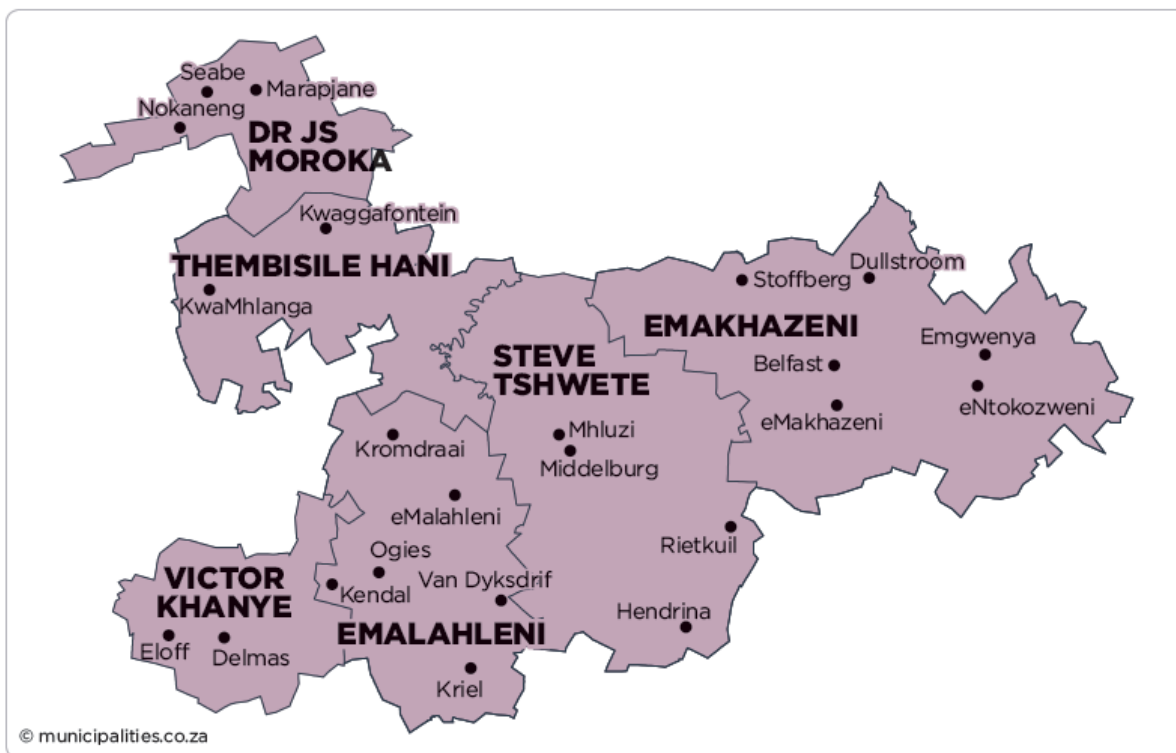 Seabe
Marapjane
Nokaneng
DR JS
MOROKA
Kwaggafontein
THEMBISILE HANI
KwaMhlanga
Stoffberg
Dullstroom
EMAKHAZENI
Emgwenya
Belfast
eNtokozweni
eMakhazeni
STEVE
TSHWETE
Mhluzi
Middelburg
Kromdraai
eMalahleni
Rietkuil
Ogies
Van Dyksdrif
Kendal
Hendrina
VICTOR
KHANYE
EMALAHLENI
Eloff
Delmas
Kriel
© municipalities.co.za